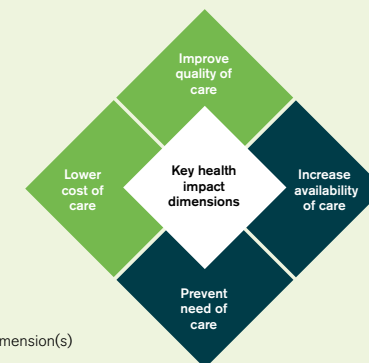 Improve
quality of
care
Lower
cost of
care
Key health
impact
dimensions
Increase
availability
of care
Prevent
need of
care
mension(s)